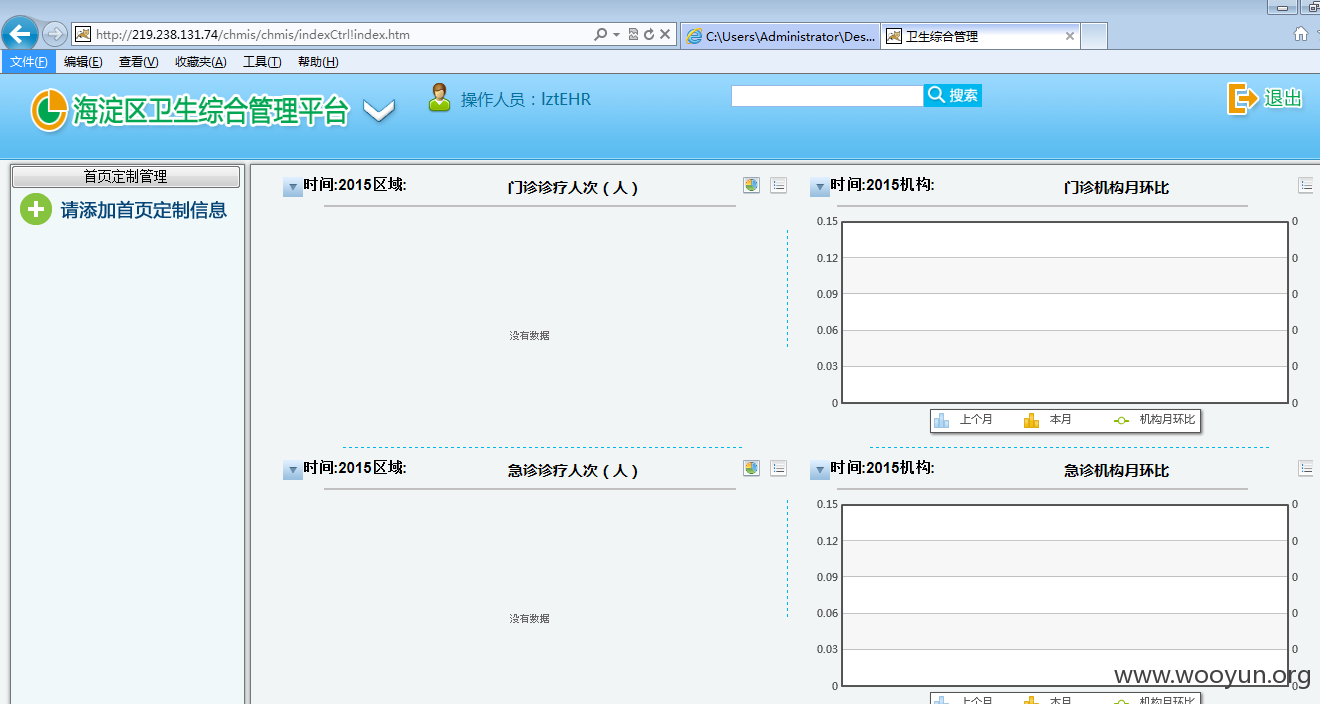 http://219.238.131.74/chmis/chmis/indexCtrl!index.htm
C:\Users\Administrator\Des...
卫生综合管理
文件(F) 编辑(E) 查看(V) 收藏夹(A) 工具(T) 帮助(H)
海淀区卫生综合管理平台
操作人员：lztEHR
搜索
退出
首页定制管理
请添加首页定制信息
时间:2015区域:
门诊诊疗人次（人）
没有数据
时间:2015机构:
门诊机构月环比
0.15 0
0.12 0
0.09 0
0.06 0
0.03 0
0 0
上个月 本月 机构月环比
时间:2015区域:
急诊诊疗人次（人）
没有数据
时间:2015机构:
急诊机构月环比
0.15 0
0.12 0
0.09 0
0.06 0
0.03 0
0 0
上个月 本月 机构月环比
www.wooyun.org